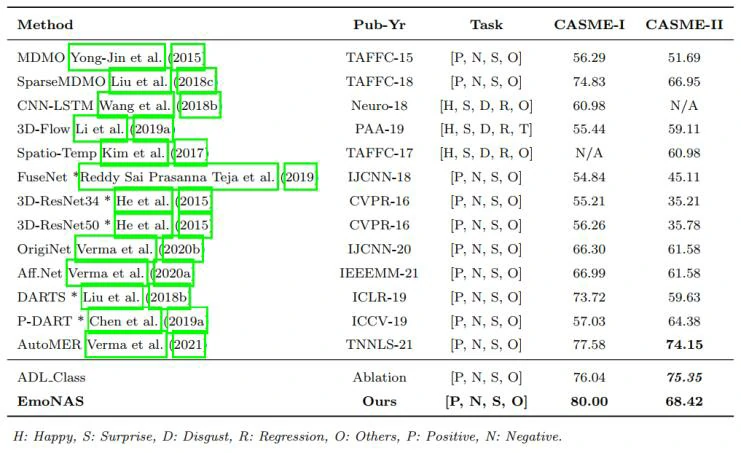 Method Pub-Yr Task CASME-I CASME-II
MDMO Yong-Jin et al. (2015) TAFFC-15 [P, N, S, O] 56.29 51.69
SparseMDMO Liu et al. (2018c) TAFFC-18 [P, N, S, O] 74.83 66.95
CNN-LSTM Wang et al. (2018b) Neuro-18 [H, S, D, R, O] 60.98 N/A
3D-Flow Li et al. (2019a) PAA-19 [H, S, D, R, T] 55.44 59.11
Spatio-Temp Kim et al. (2017) TAFFC-17 [H, S, D, R, O] N/A 60.98
FuseNet *Reddy Sai Prasanna Teja et al. (2019) IJCNN-18 [P, N, S, O] 54.84 45.11
3D-ResNet34 * He et al. (2015) CVPR-16 [P, N, S, O] 55.21 35.21
3D-ResNet50 * He et al. (2015) CVPR-16 [P, N, S, O] 56.26 35.78
OrigiNet Verma et al. (2020b) IJCNN-20 [P, N, S, O] 66.30 61.58
Aff.Net Verma et al. (2020a) IEEEMM-21 [P, N, S, O] 66.99 61.58
DARTS * Liu et al. (2018b) ICLR-19 [P, N, S, O] 73.72 59.63
P-DART * Chen et al. (2019a) ICCV-19 [P, N, S, O] 57.03 64.38
AutoMER Verma et al. (2021) TNNLS-21 [P, N, S, O] 77.58 74.15
ADL_Class Ablation [P, N, S, O] 76.04 75.35
EmoNAS Ours [P, N, S, O] 80.00 68.42
H: Happy, S: Surprise, D: Disgust, R: Regression, O: Others, P: Positive, N: Negative.